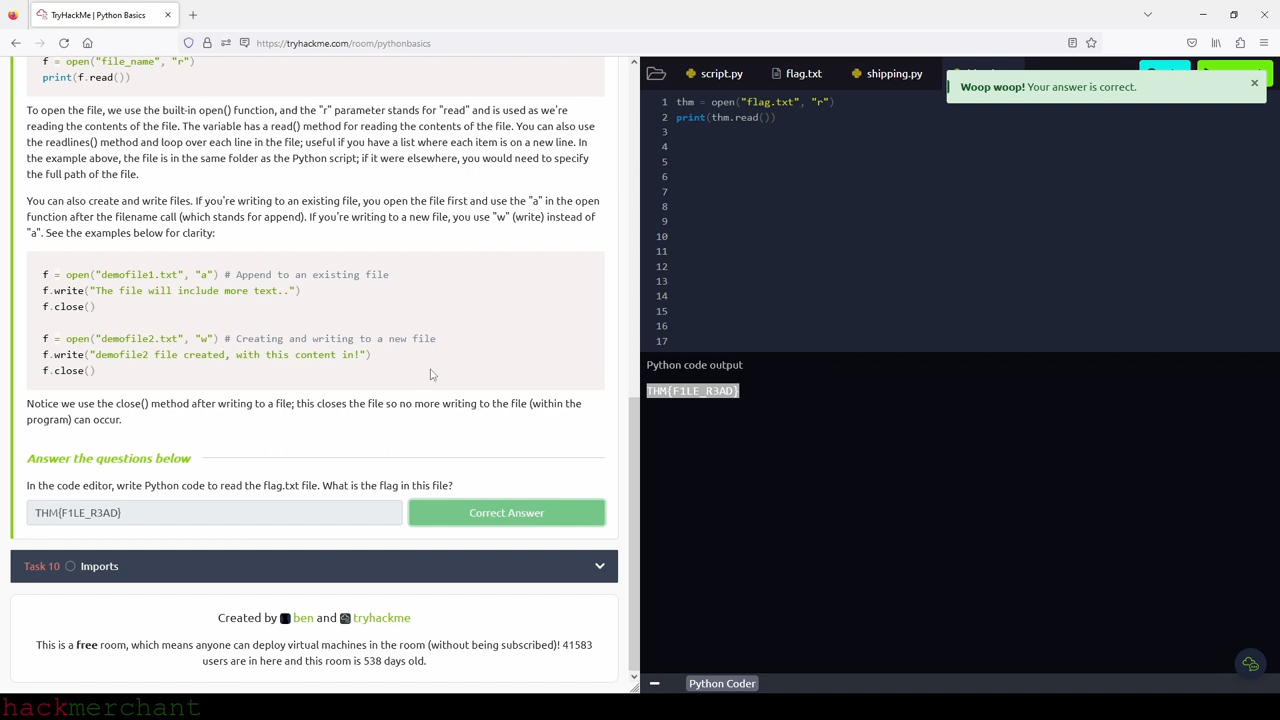 TryHackMe | Python Basics
https://tryhackme.com/room/pythonbasics
f = open("file_name", "r")
print(f.read())
To open the file, we use the built-in open() function, and the "r" parameter stands for "read" and is used as we're
reading the contents of the file. The variable has a read() method for reading the contents of the file. You can also use
the readlines() method and loop over each line in the file; useful if you have a list where each item is on a new line. In
the example above, the file is in the same folder as the Python script; if it were elsewhere, you would need to specify
the full path of the file.
You can also create and write files. If you're writing to an existing file, you open the file first and use the "a" in the open
function after the filename call (which stands for append). If you're writing to a new file, you use "w" (write) instead of
"a". See the examples below for clarity:
f = open("demofile1.txt", "a") # Append to an existing file
f.write("The file will include more text..")
f.close()
f = open("demofile2.txt", "w") # Creating and writing to a new file
f.write("demofile2 file created, with this content in!")
f.close()
Notice we use the close() method after writing to a file; this closes the file so no more writing to the file (within the
program) can occur.
Answer the questions below
In the code editor, write Python code to read the flag.txt file. What is the flag in this file?
THM{F1LE_R3AD}
Correct Answer
Task 10 Imports
Created by ben and tryhackme
This is a free room, which means anyone can deploy virtual machines in the room (without being subscribed)! 41583
users are in here and this room is 538 days old.
script.py
flag.txt
shipping.py
Woop woop! Your answer is correct.
1 thm = open("flag.txt", "r")
2 print(thm.read())
3
4
5
6
7
8
9
10
11
12
13
14
15
16
17
Python code output
THM{F1LE_R3AD}
Python Coder
hackmerchant